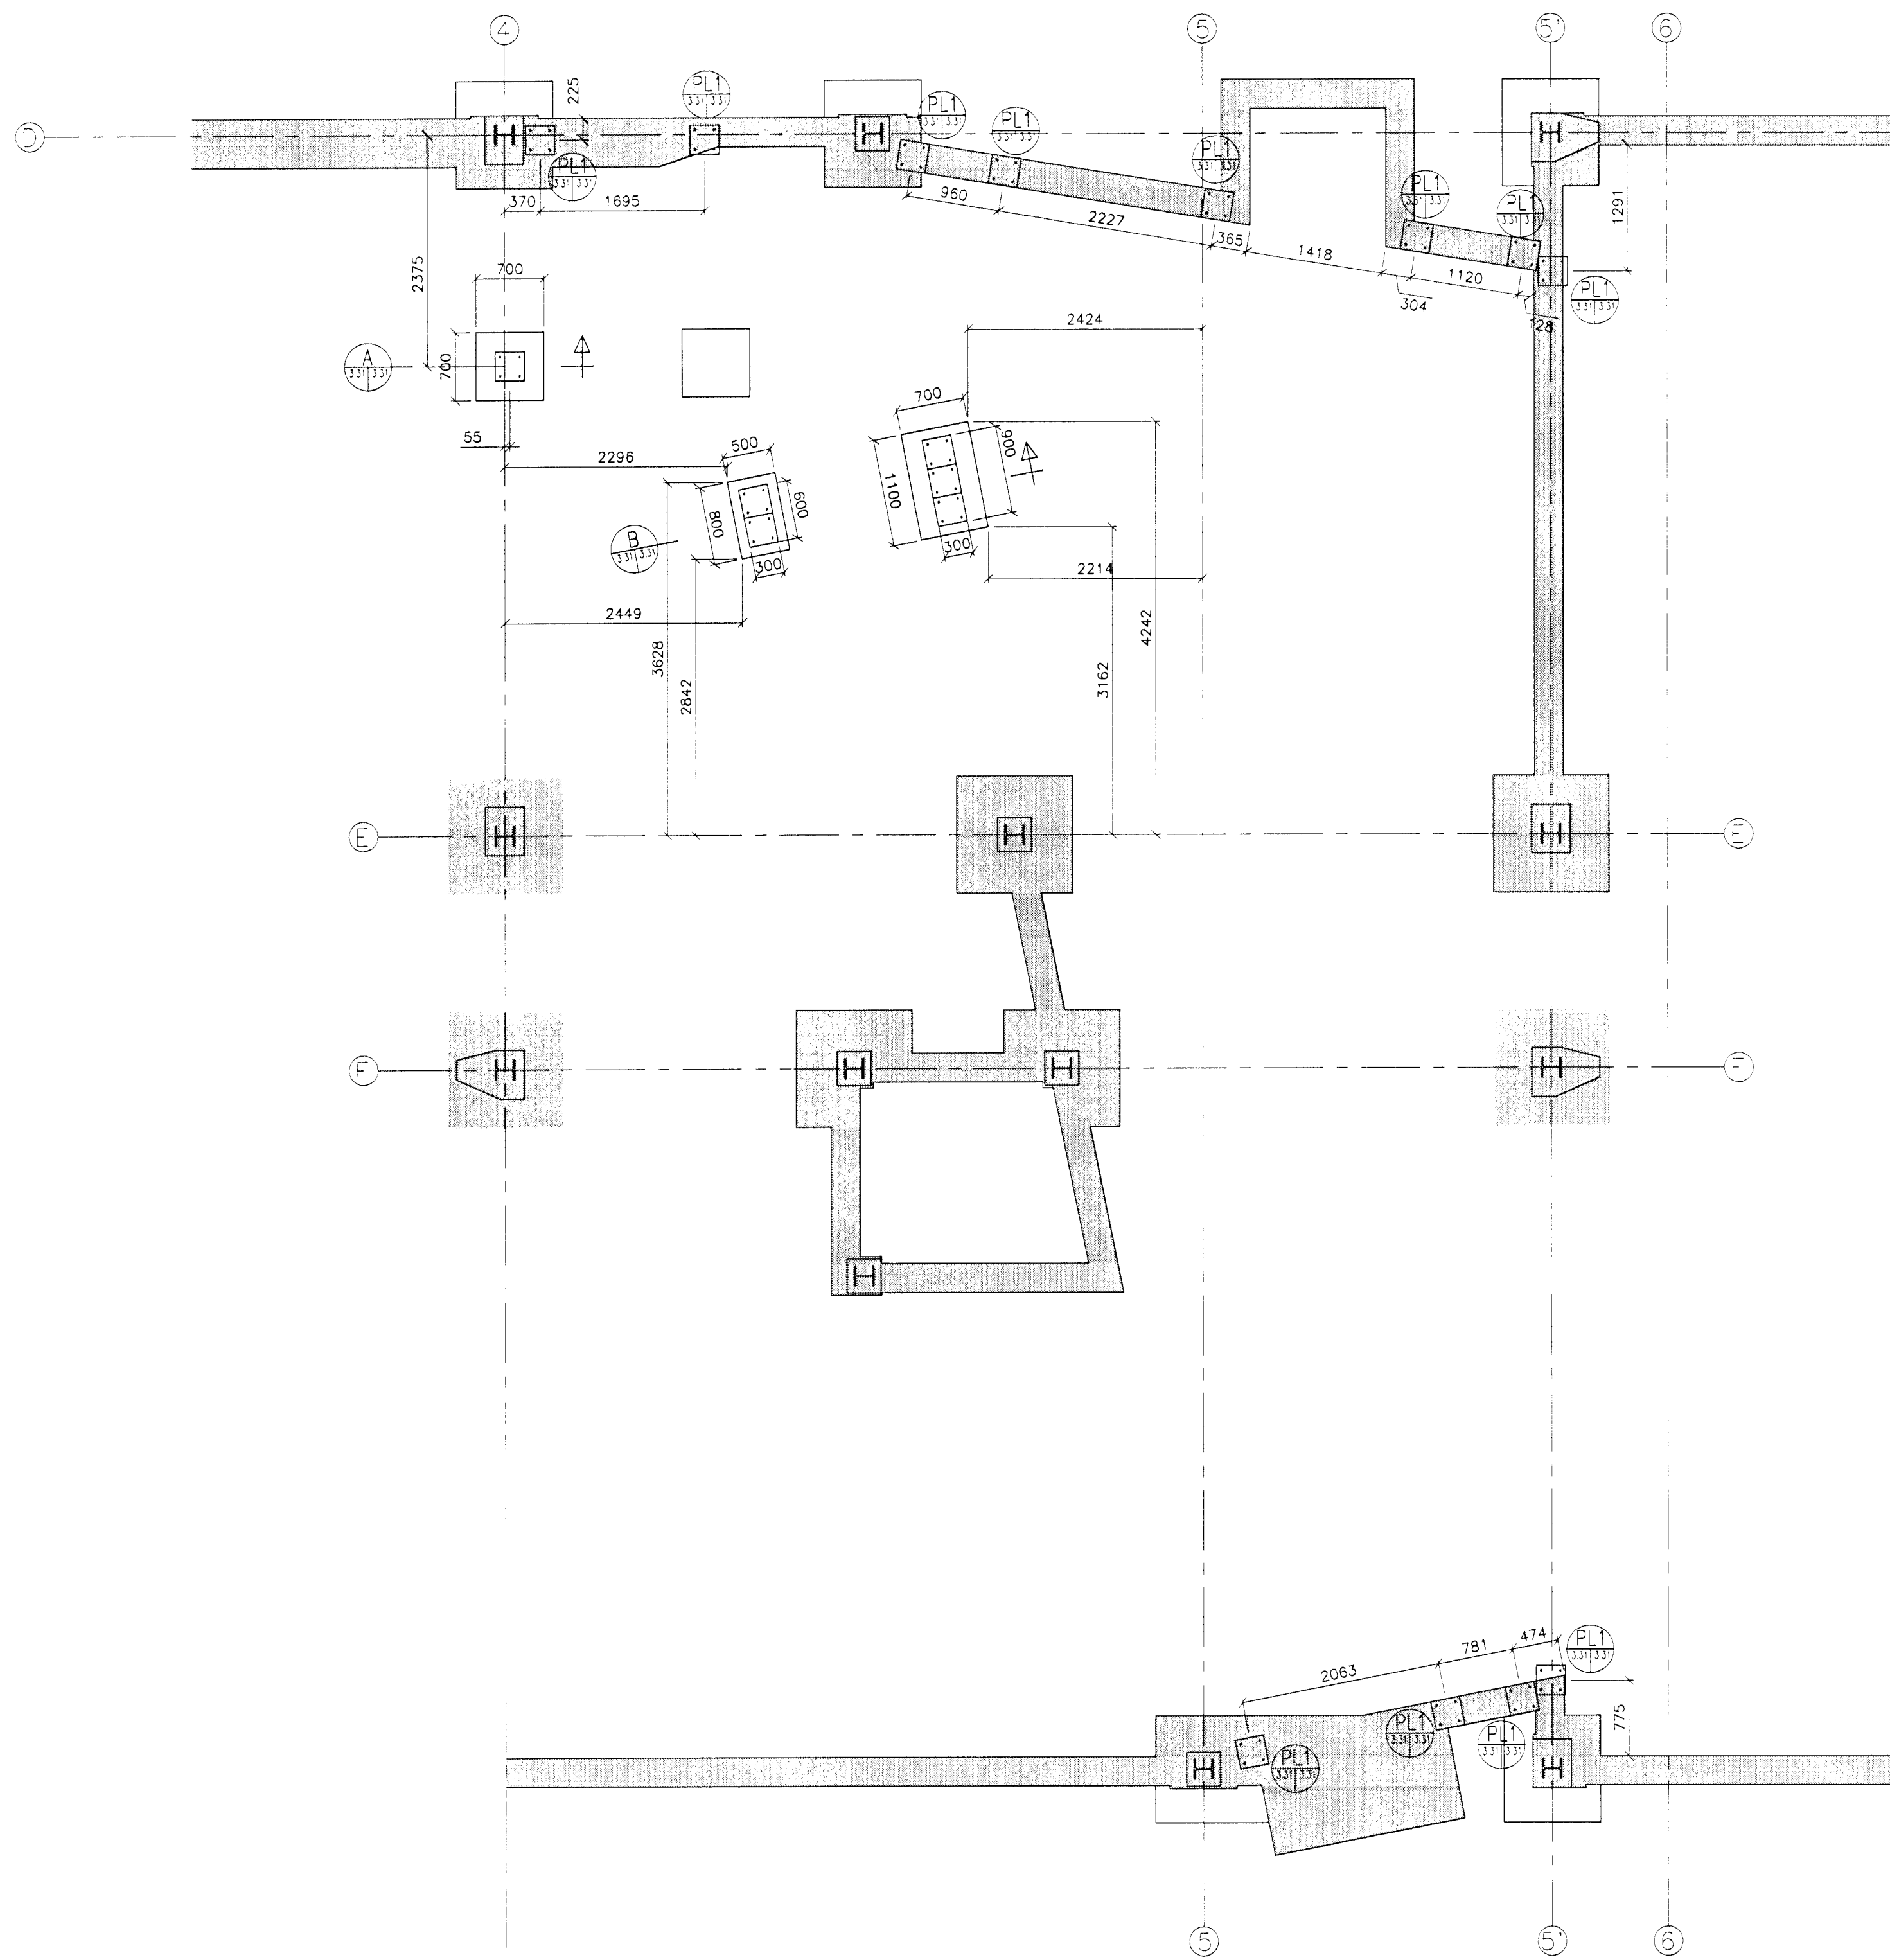 4
5
5'
6
D
225
PL1
3.31 3.31
PL1
3.31 3.31
370
1695
PL1
3.31 3.31
PL1
3.31 3.31
PL1
3.31 3.31
960
2227
365
1418
PL1
3.31 3.31
PL1
3.31 3.31
304
1120
128
1291
PL1
3.31 3.31
2375
700
700
A
3.31 3.31
55
2424
2296
500
800
600
300
B
3.31 3.31
2449
700
900
1100
300
2214
3628
2842
3162
4242
E
E
F
F
2063
781
474
PL1
3.31 3.31
775
PL1
3.31 3.31
PL1
3.31 3.31
PL1
3.31 3.31
5
5'
6